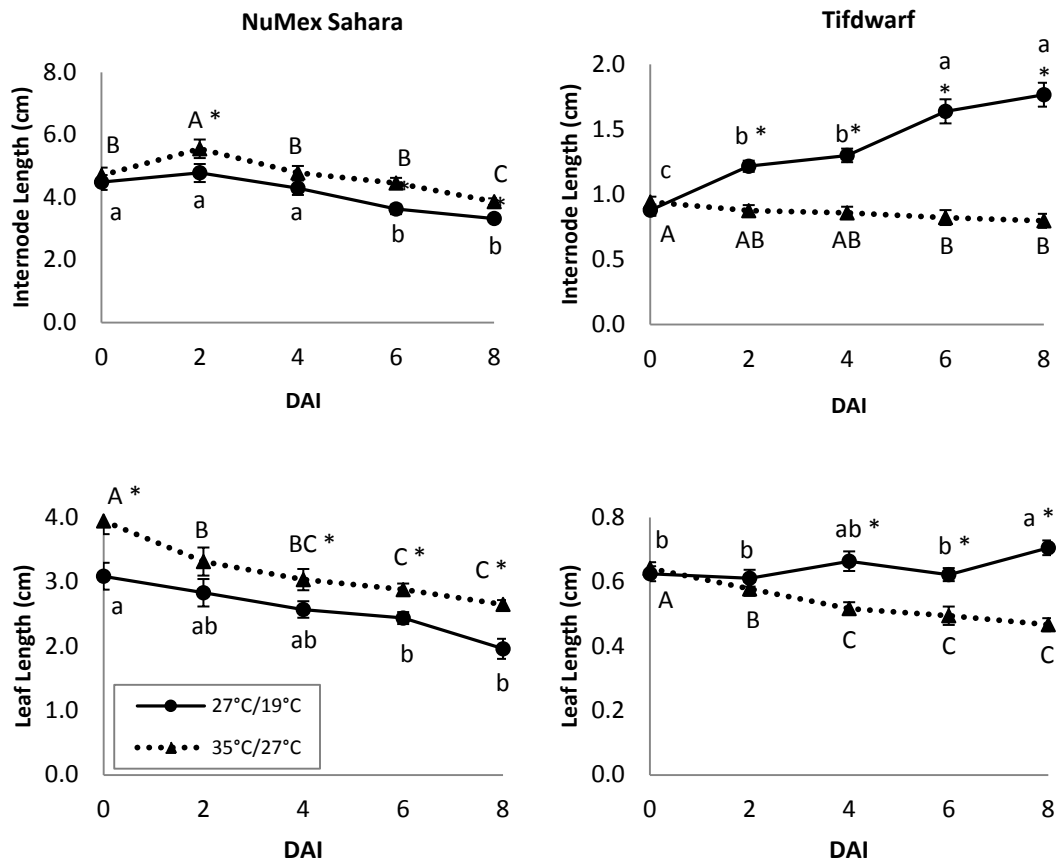 NuMex Sahara
Tifdwarf
Internode Length (cm)
8.0
6.0
4.0
2.0
0.0
B
A *
B
B
C
*
*
a
a
a
b
b
0
2
4
6
8
DAI
Internode Length (cm)
2.0
1.5
1.0
0.5
0.0
c
b *
b*
a
*
a
*
A
AB
AB
B
B
0
2
4
6
8
DAI
Leaf Length (cm)
4.0
3.0
2.0
1.0
0.0
A *
B
BC *
C *
C *
a
ab
ab
b
b
27°C/19°C
35°C/27°C
0
2
4
6
8
DAI
Leaf Length (cm)
0.8
0.6
0.4
0.2
0.0
b
b
ab *
b *
a *
A
B
C
C
C
0
2
4
6
8
DAI